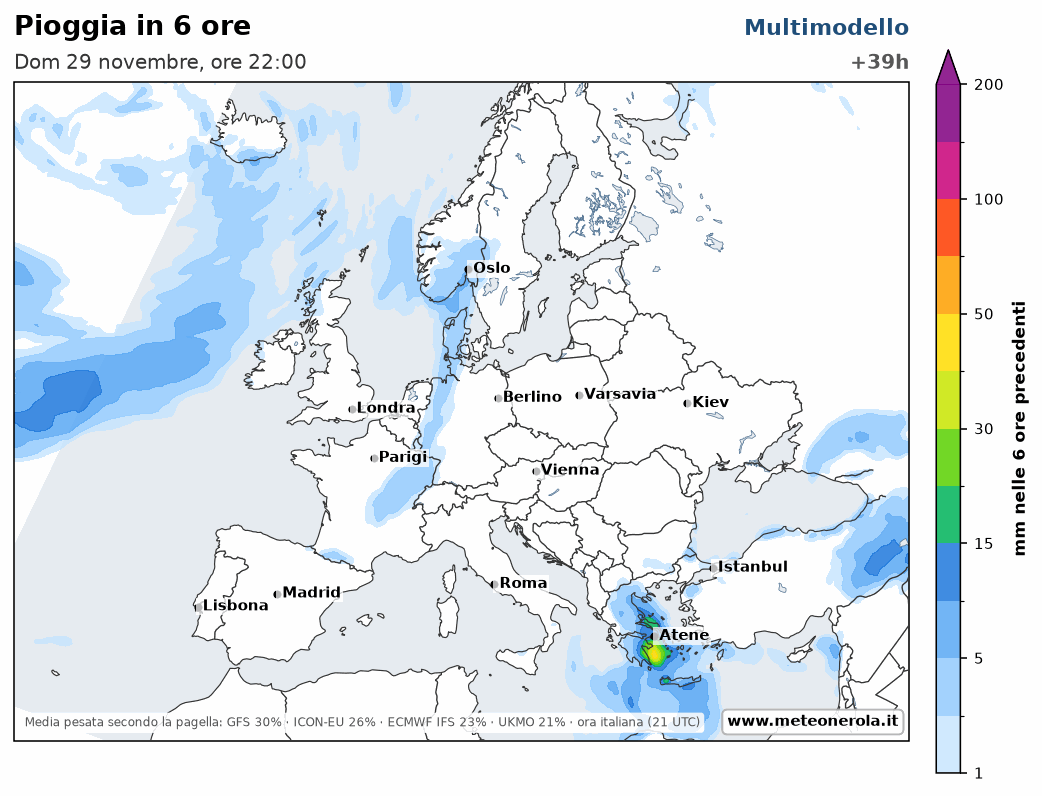 Pioggia in 6 ore
Multimodello
Dom 29 novembre, ore 22:00
+39h
200
100
50
30
15
5
1
mm nelle 6 ore precedenti
Oslo
Berlino
Varsavia
Kiev
Londra
Parigi
Vienna
Istanbul
Roma
Madrid
Lisbona
Atene
Media pesata secondo la pagella: GFS 30% · ICON-EU 26% · ECMWF IFS 23% · UKMO 21% · ora italiana (21 UTC)
www.meteonerola.it